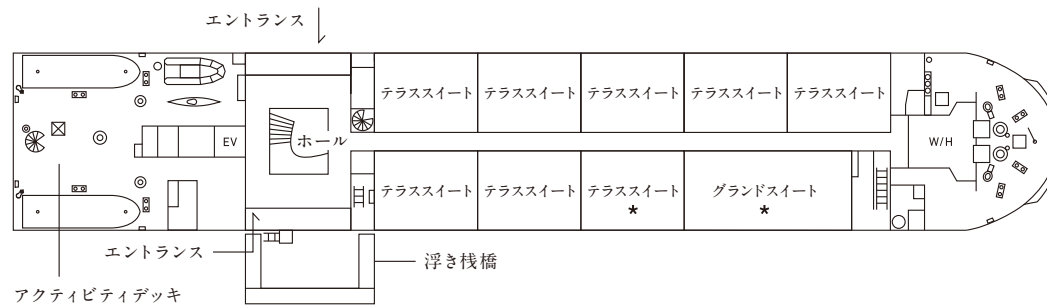 エントランス
テラススイート
テラススイート
テラススイート
テラススイート
テラススイート
EV
ホール
W/H
テラススイート
テラススイート
テラススイート
*
グランドスイート
*
エントランス
浮き桟橋
アクティビティデッキ